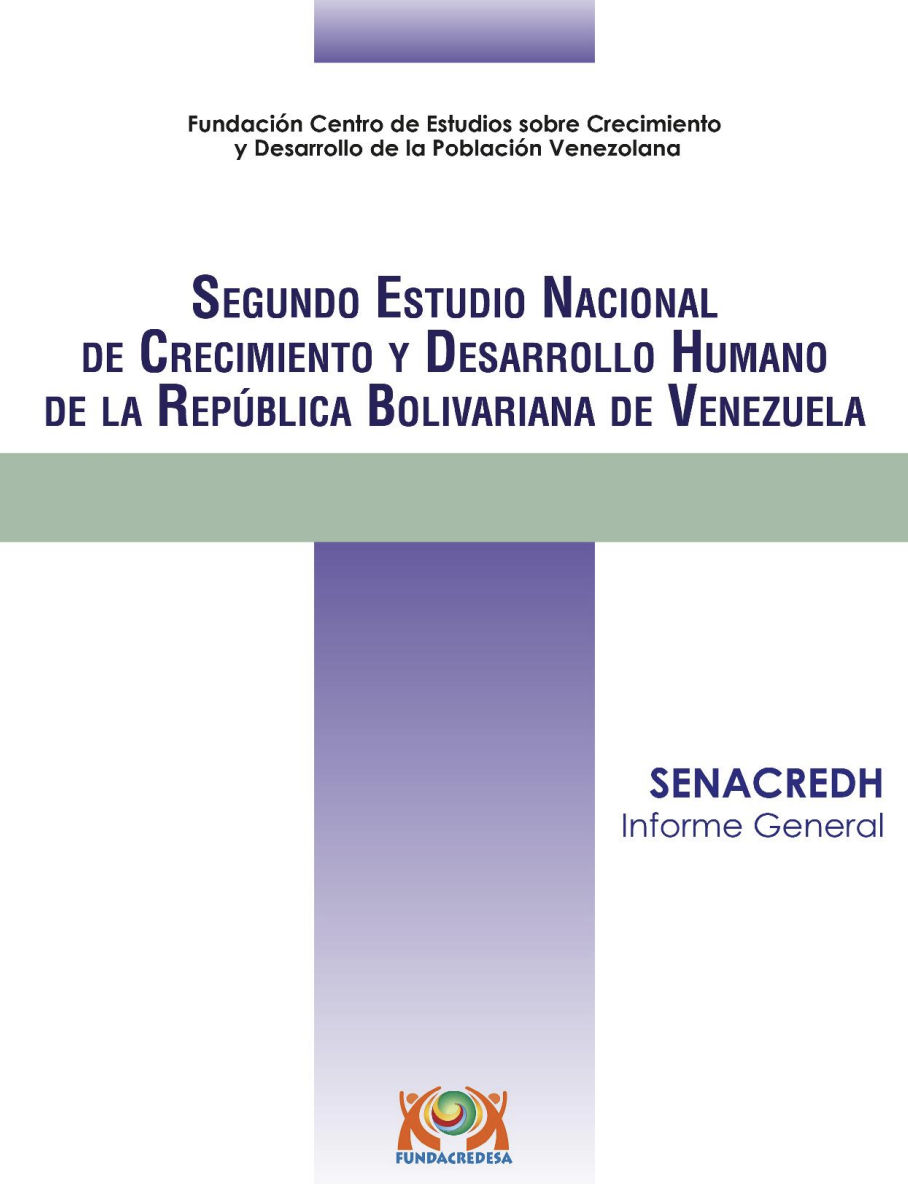 Fundación Centro de Estudios sobre Crecimiento
y Desarrollo de la Población Venezolana
SEGUNDO ESTUDIO NACIONAL
DE CRECIMIENTO Y DESARROLLO HUMANO
DE LA REPÚBLICA BOLIVARIANA DE VENEZUELA
SENACREDH
Informe General
FUNDACREDESA